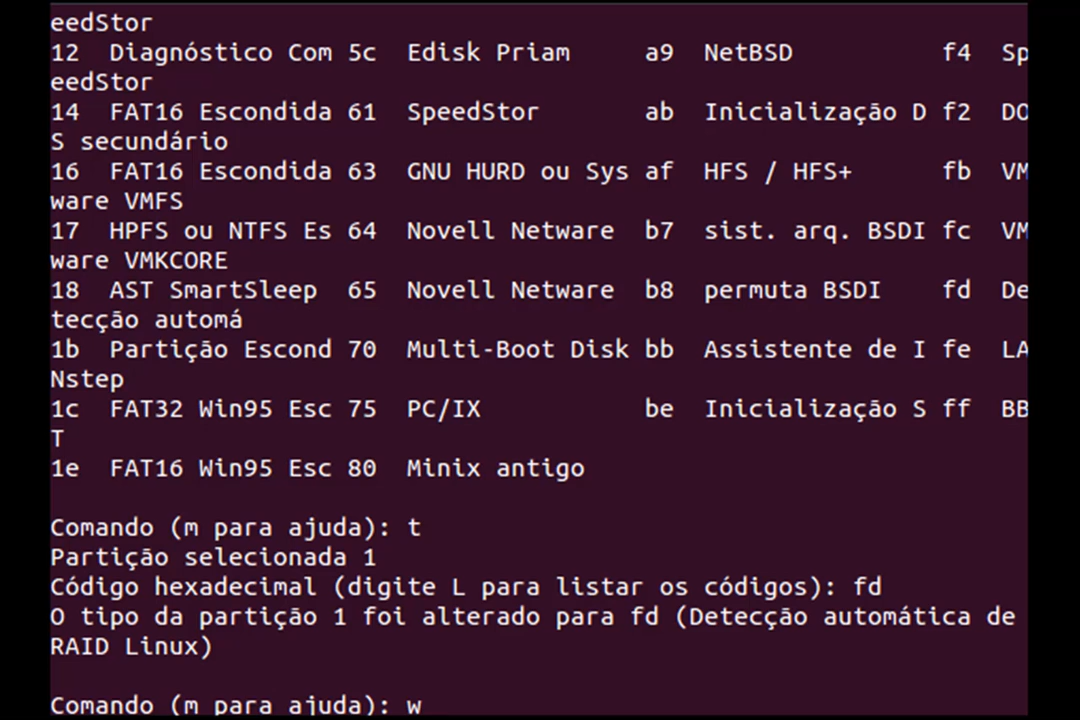 eedStor
12  Diagnóstico Com 5c  Edisk Priam     a9  NetBSD          f4  Sp
eedStor
14  FAT16 Escondida 61  SpeedStor       ab  Inicialização D f2  DO
S secundário
16  FAT16 Escondida 63  GNU HURD ou Sys af  HFS / HFS+      fb  VM
ware VMFS
17  HPFS ou NTFS Es 64  Novell Netware  b7  sist. arq. BSDI fc  VM
ware VMKCORE
18  AST SmartSleep  65  Novell Netware  b8  permuta BSDI    fd  De
tecção automá
1b  Partição Escond 70  Multi-Boot Disk bb  Assistente de I fe  LA
Nstep
1c  FAT32 Win95 Esc 75  PC/IX           be  Inicialização S ff  BB
T
1e  FAT16 Win95 Esc 80  Minix antigo
Comando (m para ajuda): t
Partição selecionada 1
Código hexadecimal (digite L para listar os códigos): fd
O tipo da partição 1 foi alterado para fd (Detecção automática de
RAID Linux)
Comando (m para ajuda): w